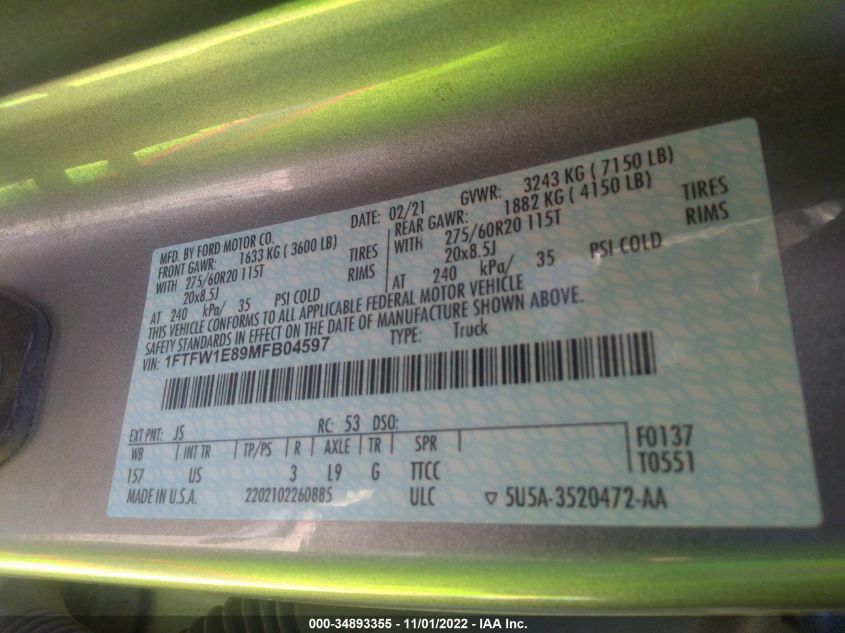 MFD. BY FORD MOTOR CO.
DATE: 02/21 GVWR: 3243 KG ( 7150 LB)
FRONT GAWR: 1633 KG ( 3600 LB)
WITH 275/60R20 115T TIRES
20x8.5J RIMS
AT 240 kPa/ 35 PSI COLD
REAR GAWR: 1882 KG ( 4150 LB)
WITH 275/60R20 115T TIRES
20x8.5J RIMS
AT 240 kPa/ 35 PSI COLD
THIS VEHICLE CONFORMS TO ALL APPLICABLE FEDERAL MOTOR VEHICLE
SAFETY STANDARDS IN EFFECT ON THE DATE OF MANUFACTURE SHOWN ABOVE.
VIN: 1FTFW1E89MFB04597 TYPE: Truck
EXT PNT: JS RC: 53 DSO:
WB INT TR TP/PS R AXLE TR SPR F0137
157 US 3 L9 G TTCC T0551
MADE IN U.S.A. 2202102260885 ULC ▽ 5U5A-3520472-AA
000-34893355 - 11/01/2022 - IAA Inc.